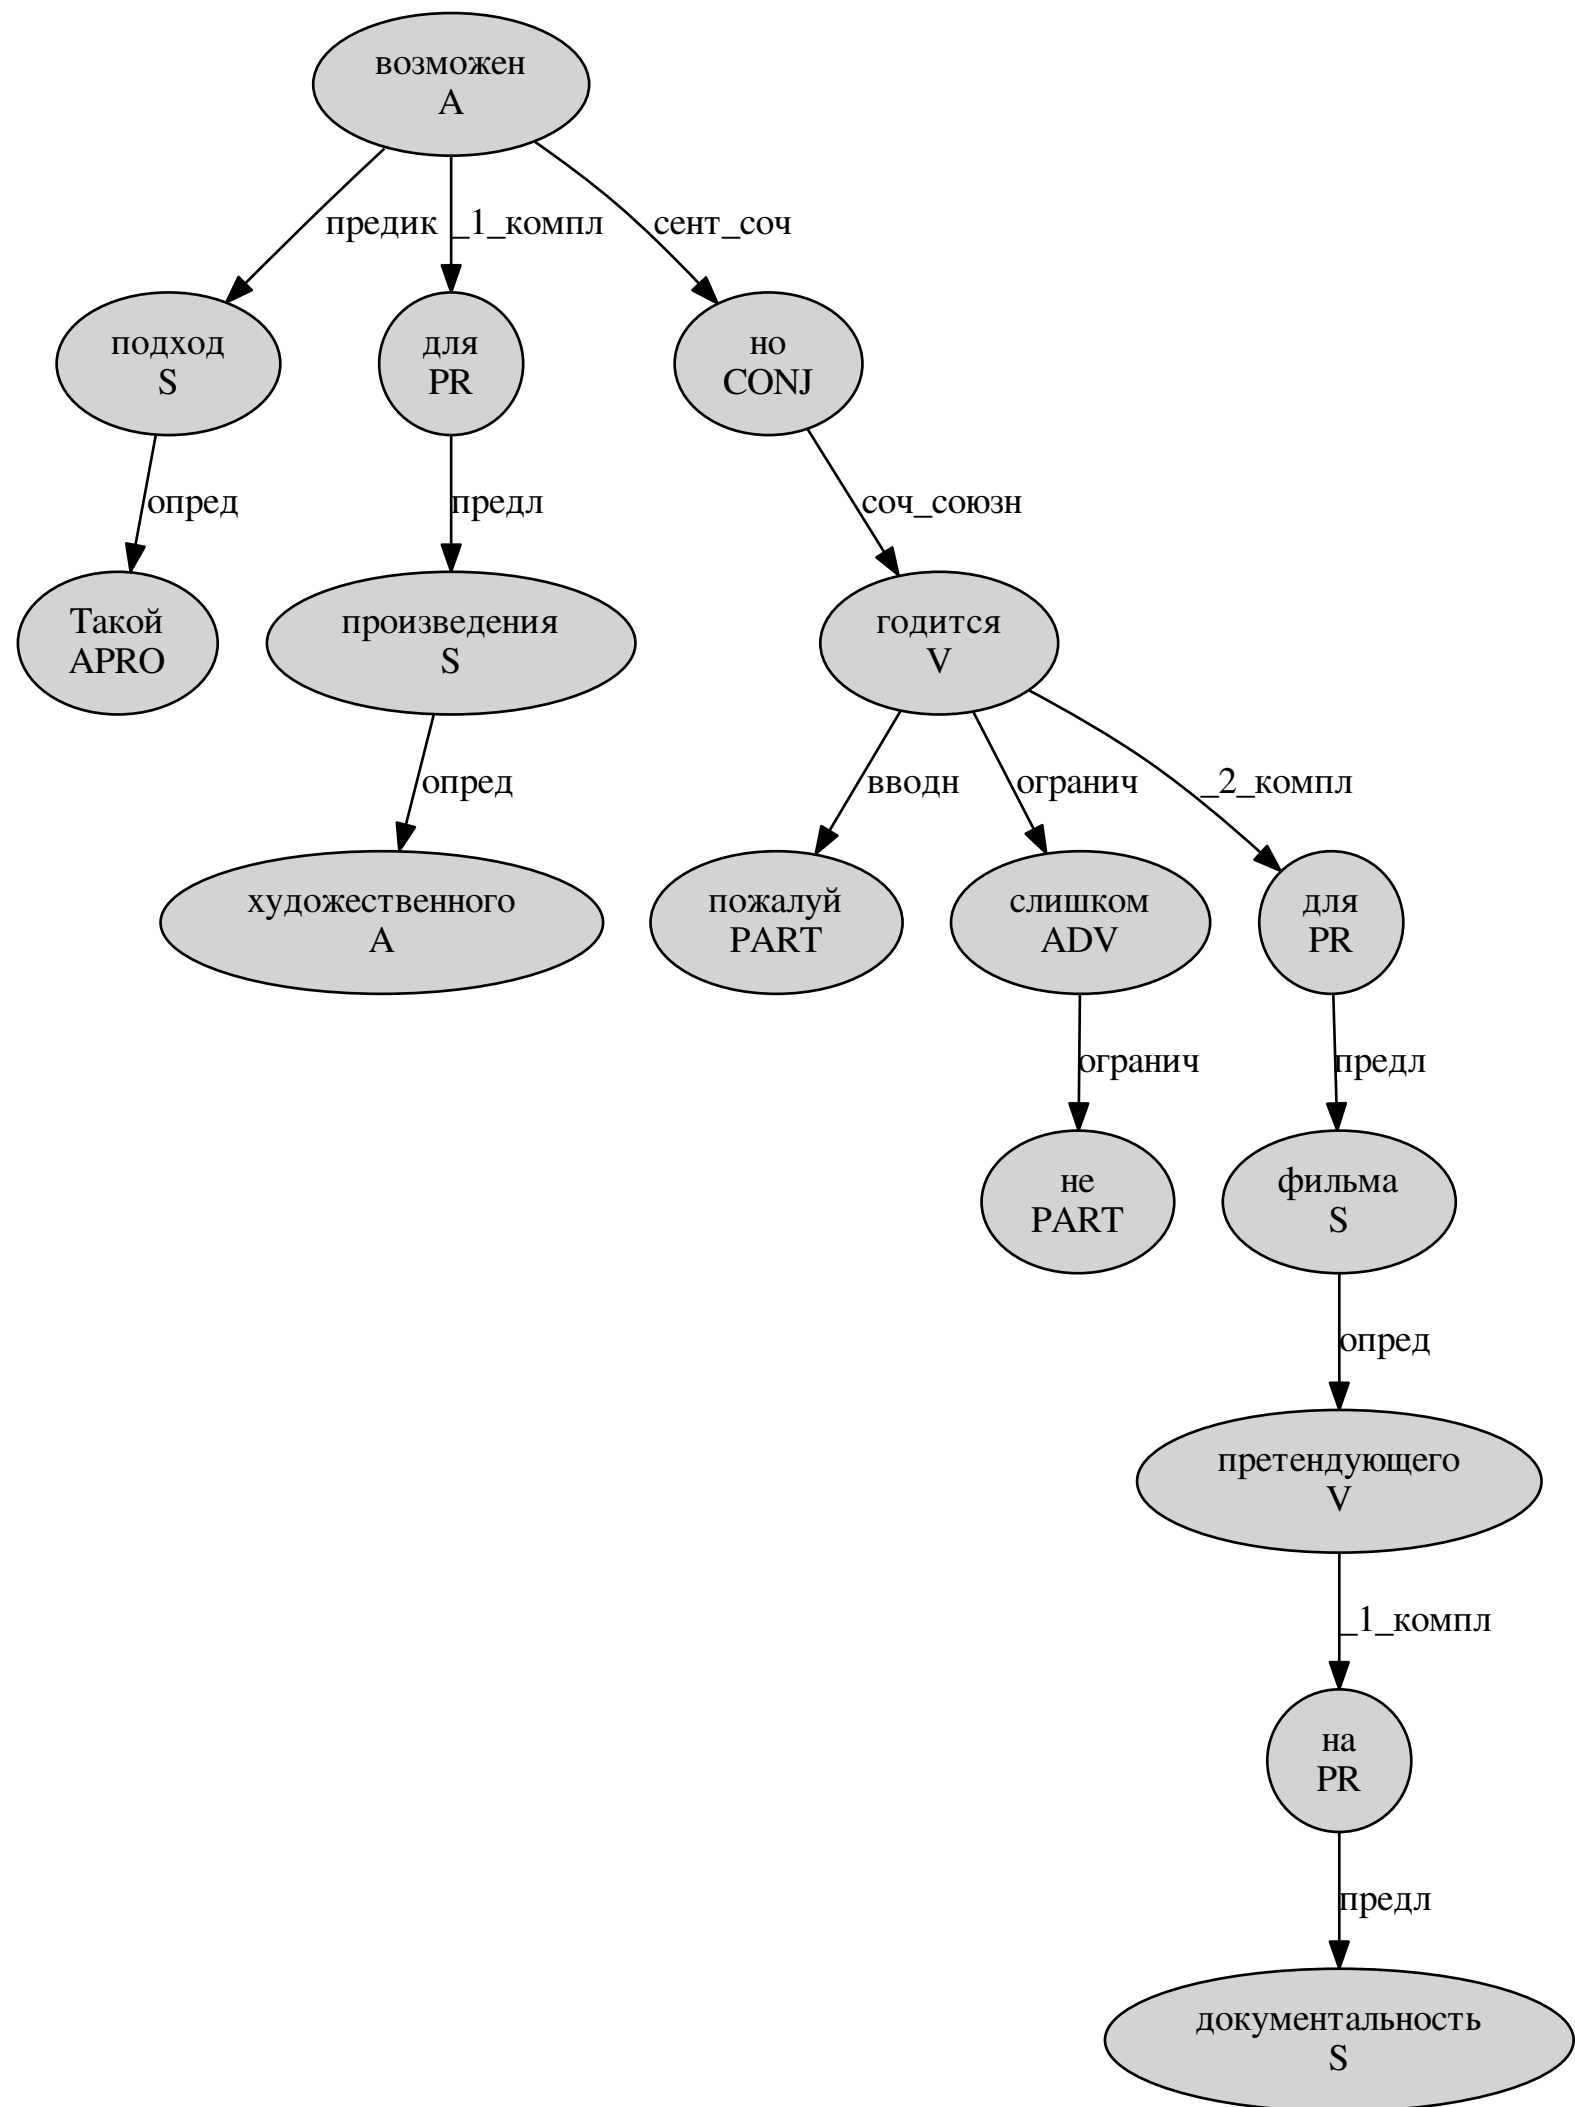 возможен
A
предик
_1_компл
сент_соч
подход
S
для
PR
но
CONJ
опред
предл
соч_союзн
Такой
APRO
произведения
S
годится
V
опред
вводн
огранич
_2_компл
художественного
A
пожалуй
PART
слишком
ADV
для
PR
огранич
предл
не
PART
фильма
S
опред
претендующего
V
_1_компл
на
PR
предл
документальность
S